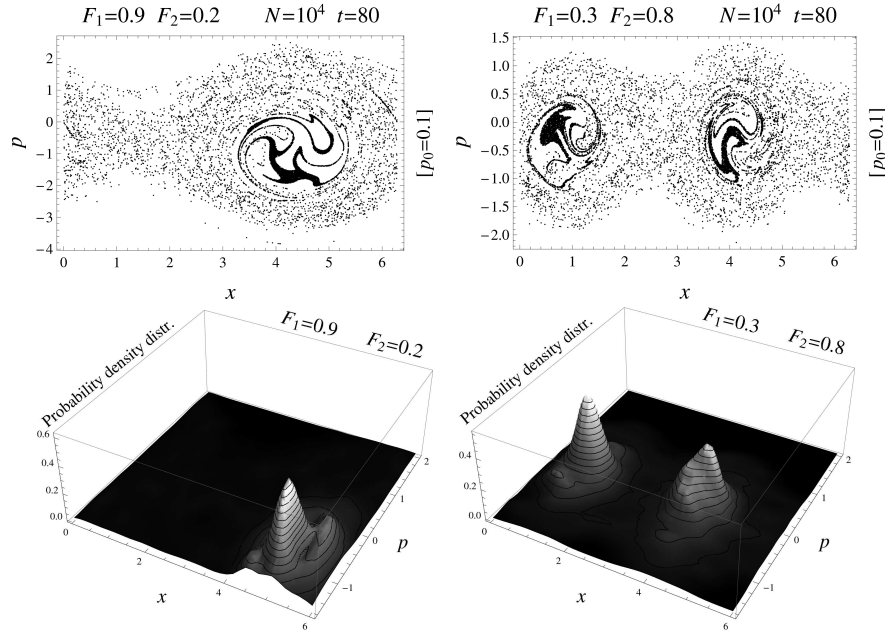 F₁=0.9 F₂=0.2 N=10⁴ t=80
2
1
0
−1
−2
−3
−4
p
0 1 2 3 4 5 6
x
[p₀=0.1]
F₁=0.3 F₂=0.8 N=10⁴ t=80
1.5
1.0
0.5
0.0
−0.5
−1.0
−1.5
−2.0
p
0 1 2 3 4 5 6
x
[p₀=0.1]
F₁=0.9
F₂=0.2
Probability density distr.
0.6
0.4
0.2
0.0
0
2
4
6
x
2
1
0
−1
p
F₁=0.3
F₂=0.8
Probability density distr.
0.6
0.4
0.2
0.0
0
2
4
6
x
2
1
0
−1
p